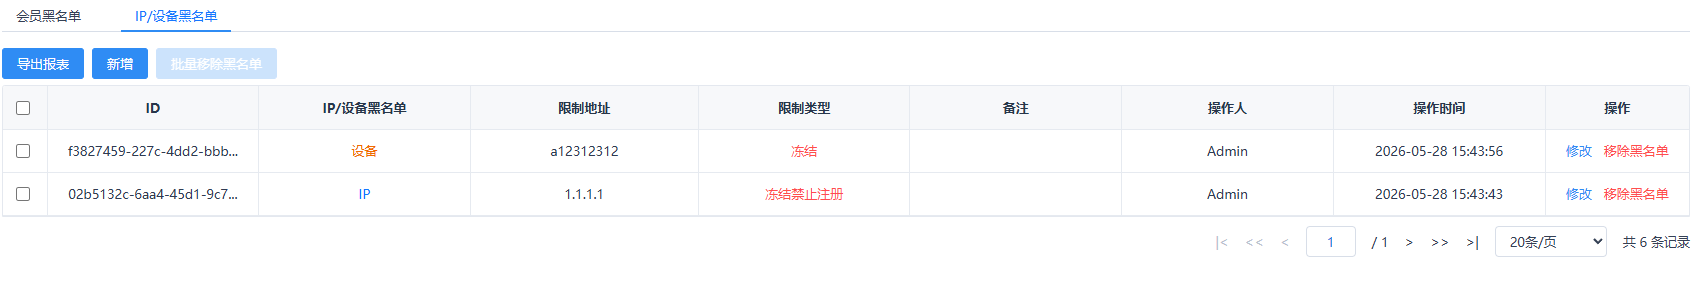 会员黑名单 IP/设备黑名单
导出报表 新增 批量移除黑名单
ID IP/设备黑名单 限制地址 限制类型 备注 操作人 操作时间 操作
f3827459-227c-4dd2-bbb... 设备 a12312312 冻结 Admin 2026-05-28 15:43:56 修改 移除黑名单
02b5132c-6aa4-45d1-9c7... IP 1.1.1.1 冻结禁止注册 Admin 2026-05-28 15:43:43 修改 移除黑名单
|< << < 1 / 1 > >> >| 20条/页 共 6 条记录